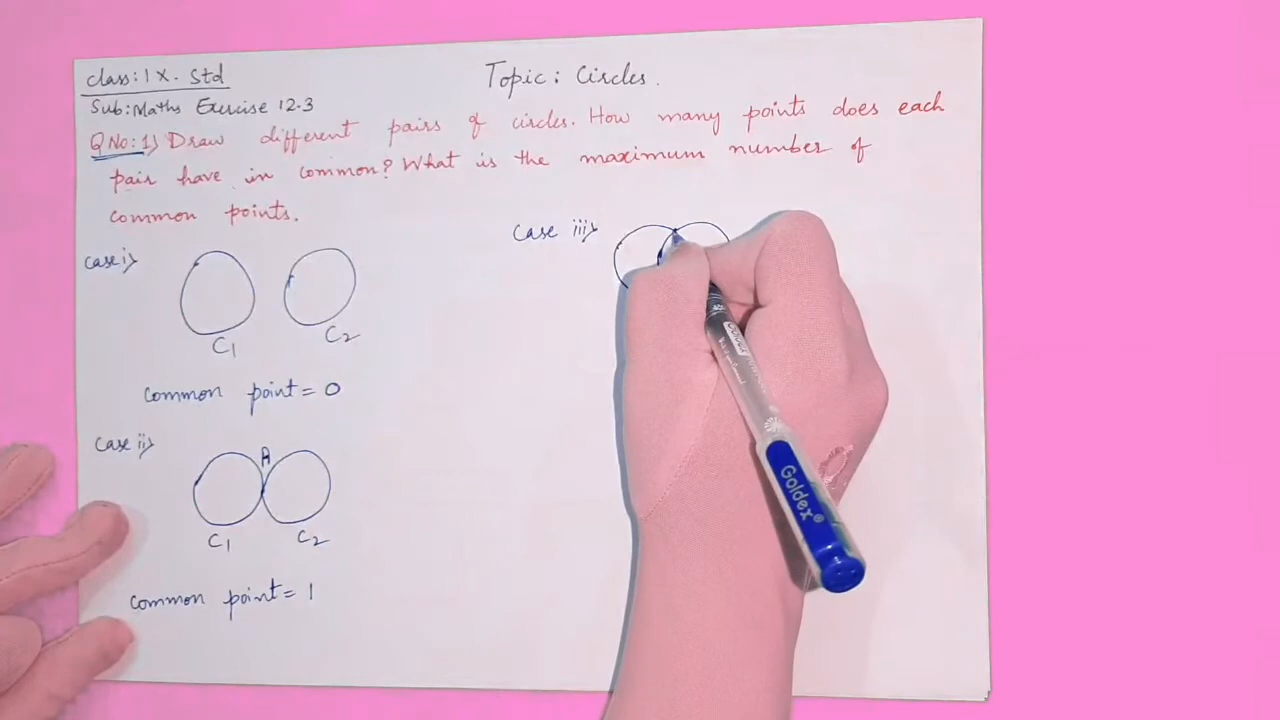 Class: IX. Std
Topic: Circles.
Sub: Maths Exercise 12.3
Q No: 1) Draw different pairs of circles. How many points does each
pair have in common? What is the maximum number of
common points.
Case i)
C1 C2
Common point = 0
Case ii)
A
C1 C2
Common point = 1
Case iii)
Goldex®